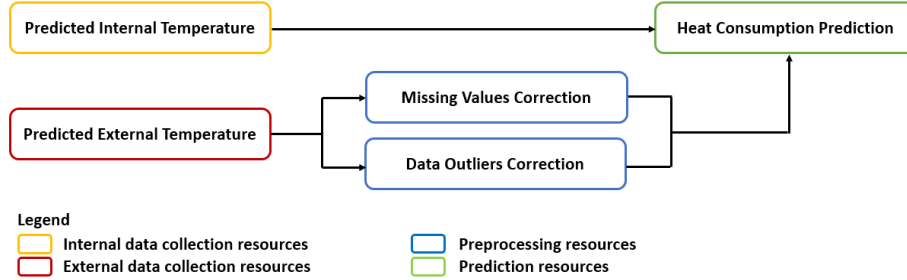 Predicted Internal Temperature
Heat Consumption Prediction
Missing Values Correction
Predicted External Temperature
Data Outliers Correction
Legend
Internal data collection resources
Preprocessing resources
External data collection resources
Prediction resources